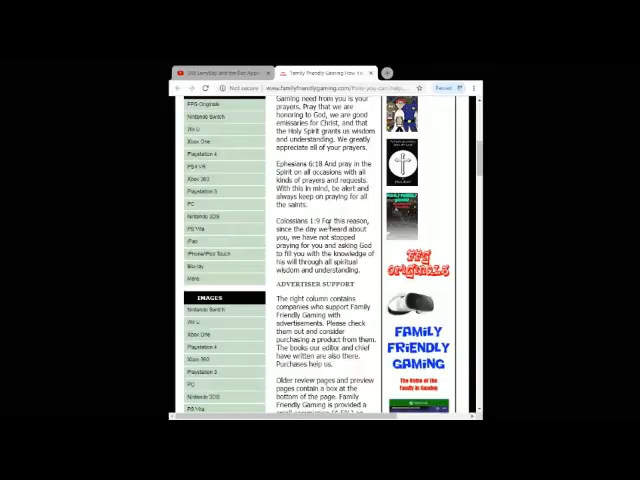 Family Friendly Gaming How Y
Not secure
www.familyfriendlygaming.com/How-you-can-help
Paused
FFG Originals
Nintendo Switch
Wii U
Xbox One
Playstation 4
PS4 VR
Xbox 360
Playstation 3
PC
Nintendo 3DS
PS Vita
iPad
iPhone/iPod Touch
Blu-ray
More
IMAGES
Nintendo Switch
Wii U
Xbox One
Playstation 4
Xbox 360
Playstation 3
PC
Nintendo 3DS
PS Vita
Gaming need from you is your
prayers. Pray that we are
honoring to God, we are good
emissaries for Christ, and that
the Holy Spirit grants us wisdom
and understanding. We greatly
appreciate all of your prayers.
Ephesians 6:18 And pray in the
Spirit on all occasions with all
kinds of prayers and requests.
With this in mind, be alert and
always keep on praying for all
the saints.
Colossians 1:9 For this reason,
since the day we heard about
you, we have not stopped
praying for you and asking God
to fill you with the knowledge of
his will through all spiritual
wisdom and understanding.
ADVERTISER SUPPORT
The right column contains
companies who support Family
Friendly Gaming with
advertisements. Please check
them out and consider
purchasing a product from them.
The books our editor and chief
have written are also there.
Purchases help us.
Older review pages and preview
pages contain a box at the
bottom of the page. Family
Friendly Gaming is provided a
FFG
ORIGINALS
FAMILY
FRIENDLY
GAMING
The Voice of the
Family in Gaming